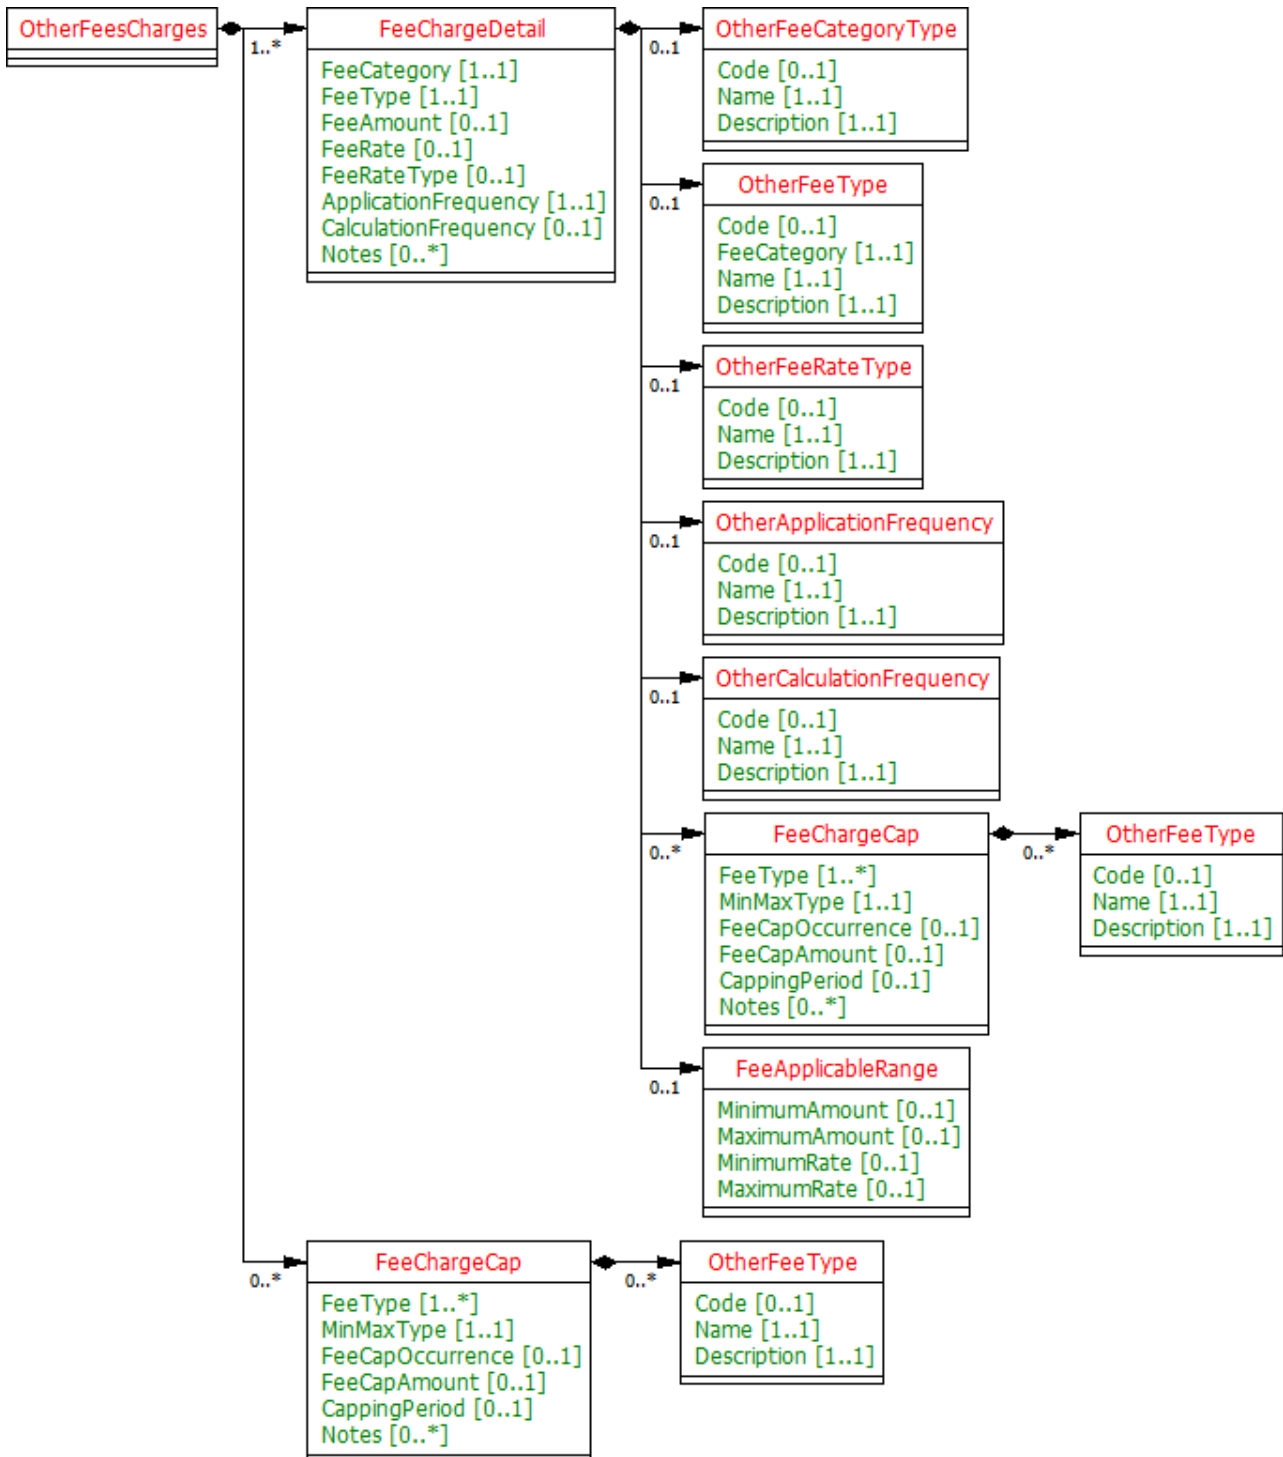 OtherFeesCharges
1..*
FeeChargeDetail
FeeCategory [1..1]
FeeType [1..1]
FeeAmount [0..1]
FeeRate [0..1]
FeeRateType [0..1]
ApplicationFrequency [1..1]
CalculationFrequency [0..1]
Notes [0..*]
0..1
OtherFeeCategoryType
Code [0..1]
Name [1..1]
Description [1..1]
0..1
OtherFeeType
Code [0..1]
FeeCategory [1..1]
Name [1..1]
Description [1..1]
0..1
OtherFeeRateType
Code [0..1]
Name [1..1]
Description [1..1]
0..1
OtherApplicationFrequency
Code [0..1]
Name [1..1]
Description [1..1]
0..1
OtherCalculationFrequency
Code [0..1]
Name [1..1]
Description [1..1]
0..*
FeeChargeCap
FeeType [1..*]
MinMaxType [1..1]
FeeCapOccurrence [0..1]
FeeCapAmount [0..1]
CappingPeriod [0..1]
Notes [0..*]
0..*
OtherFeeType
Code [0..1]
Name [1..1]
Description [1..1]
0..1
FeeApplicableRange
MinimumAmount [0..1]
MaximumAmount [0..1]
MinimumRate [0..1]
MaximumRate [0..1]
0..*
FeeChargeCap
FeeType [1..*]
MinMaxType [1..1]
FeeCapOccurrence [0..1]
FeeCapAmount [0..1]
CappingPeriod [0..1]
Notes [0..*]
0..*
OtherFeeType
Code [0..1]
Name [1..1]
Description [1..1]